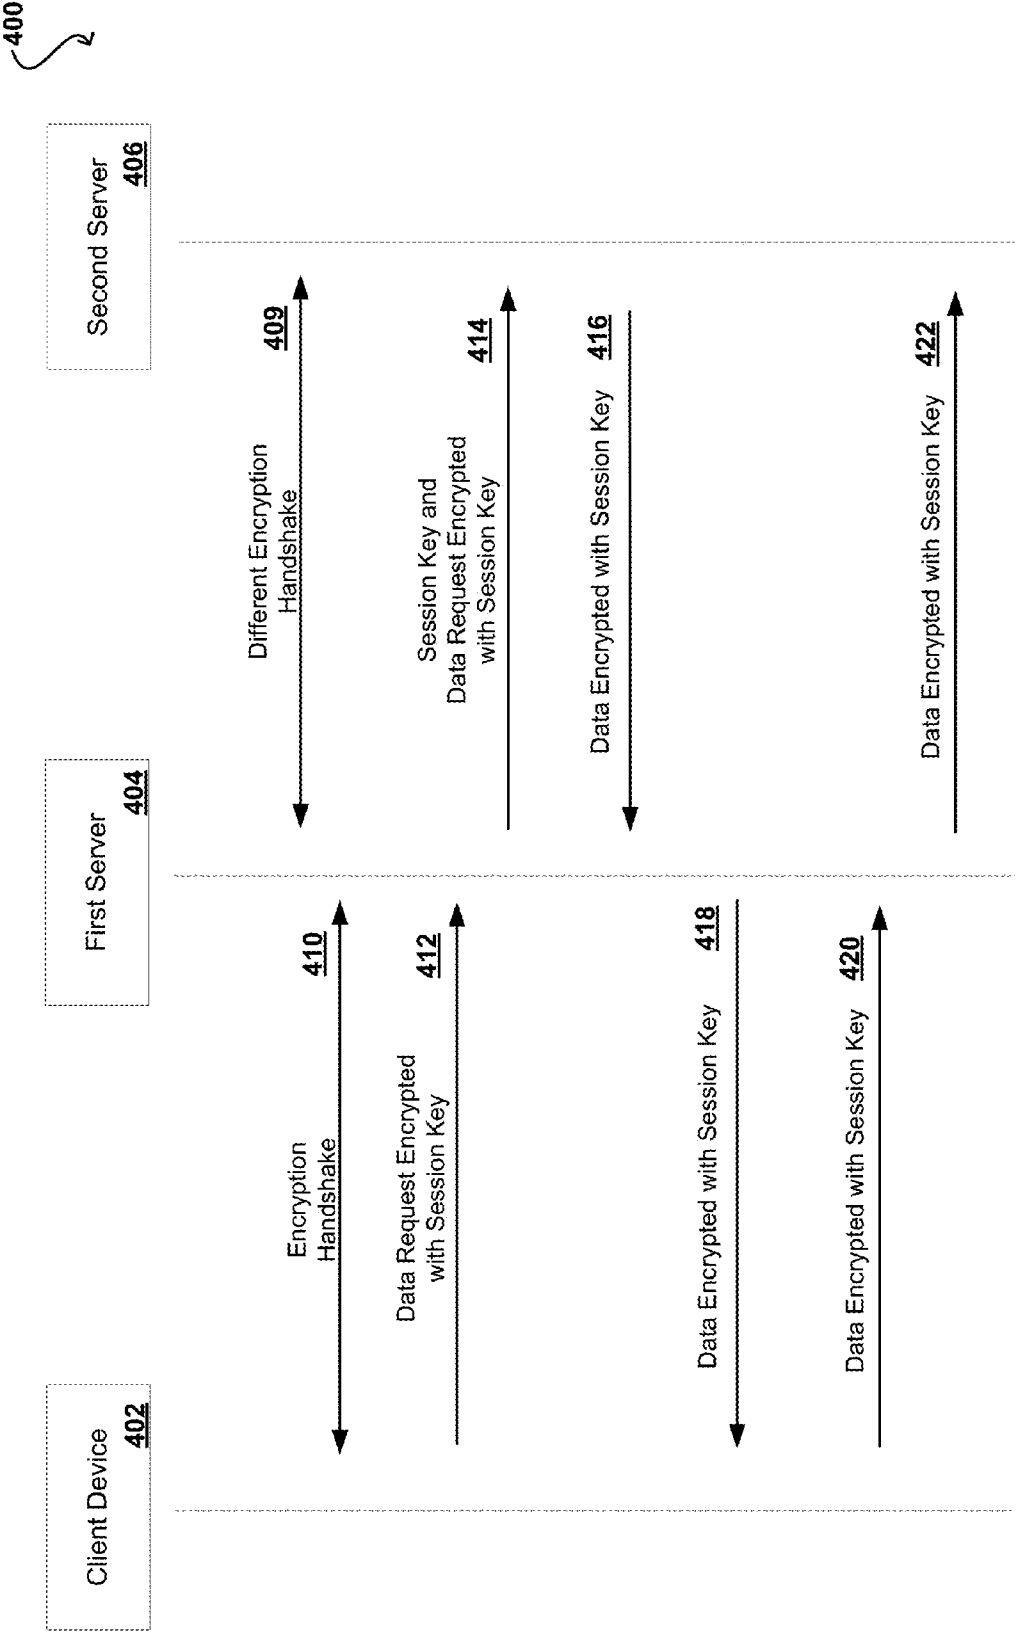 400
Client Device
402
First Server
404
Second Server
406
Different Encryption
Handshake
409
Encryption
Handshake
410
Data Request Encrypted
with Session Key
412
Session Key and
Data Request Encrypted
with Session Key
414
Data Encrypted with Session Key
416
Data Encrypted with Session Key
418
Data Encrypted with Session Key
420
Data Encrypted with Session Key
422